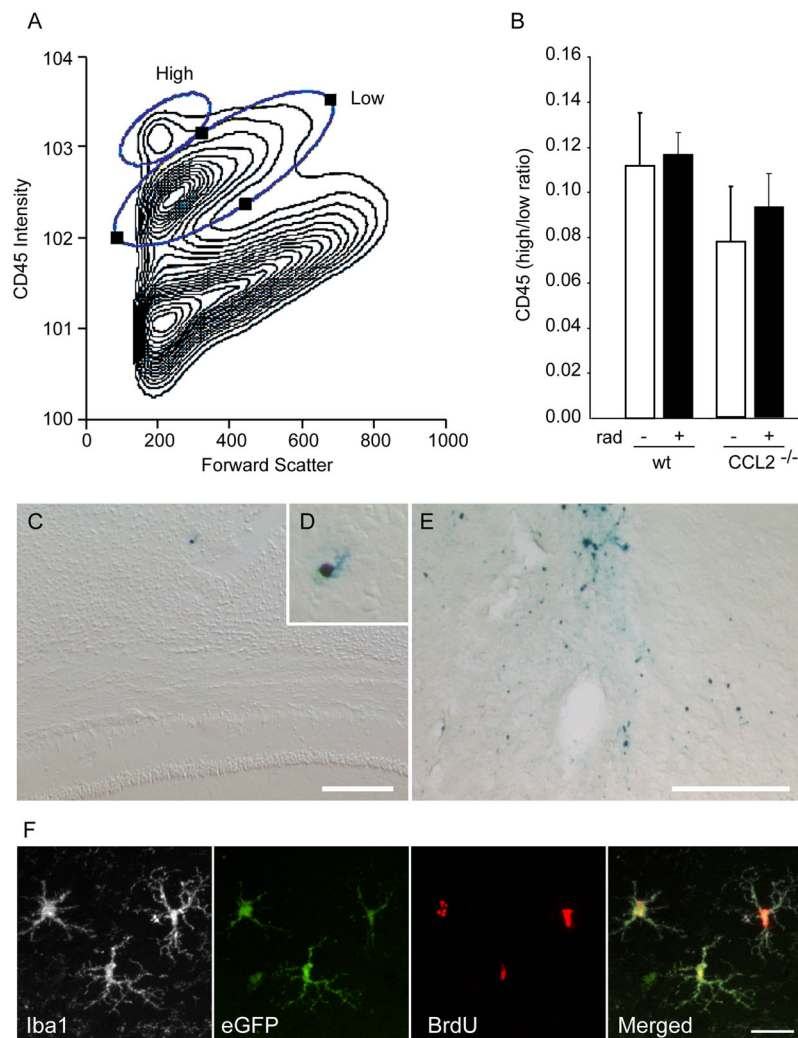 A
104
103
102
101
100
CD45 Intensity
High
Low
0
200
400
600
800
1000
Forward Scatter
B
0.16
0.14
0.12
0.10
0.08
0.06
0.04
0.02
0.00
CD45 (high/low ratio)
rad
-
+
-
+
wt
CCL2 -/-
C
D
E
F
Iba1
eGFP
BrdU
Merged